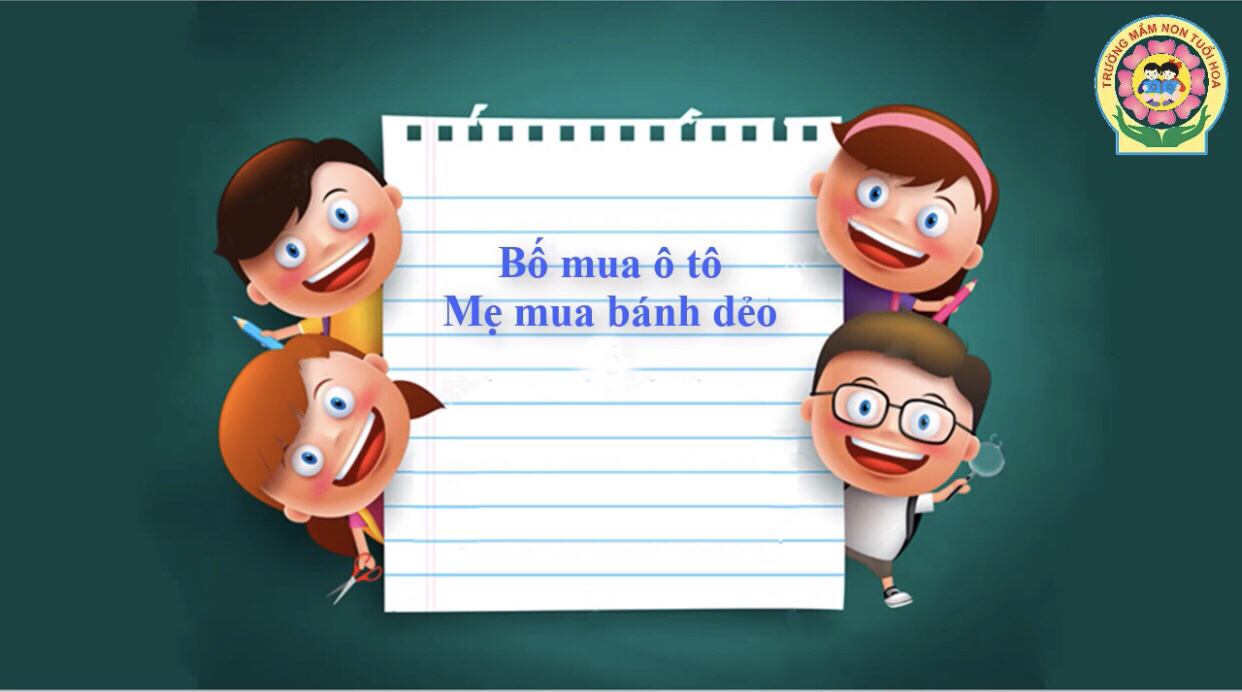 TRƯỜNG MẦM NON TUỔI HOA
Bố mua ô tô
Mẹ mua bánh dẻo